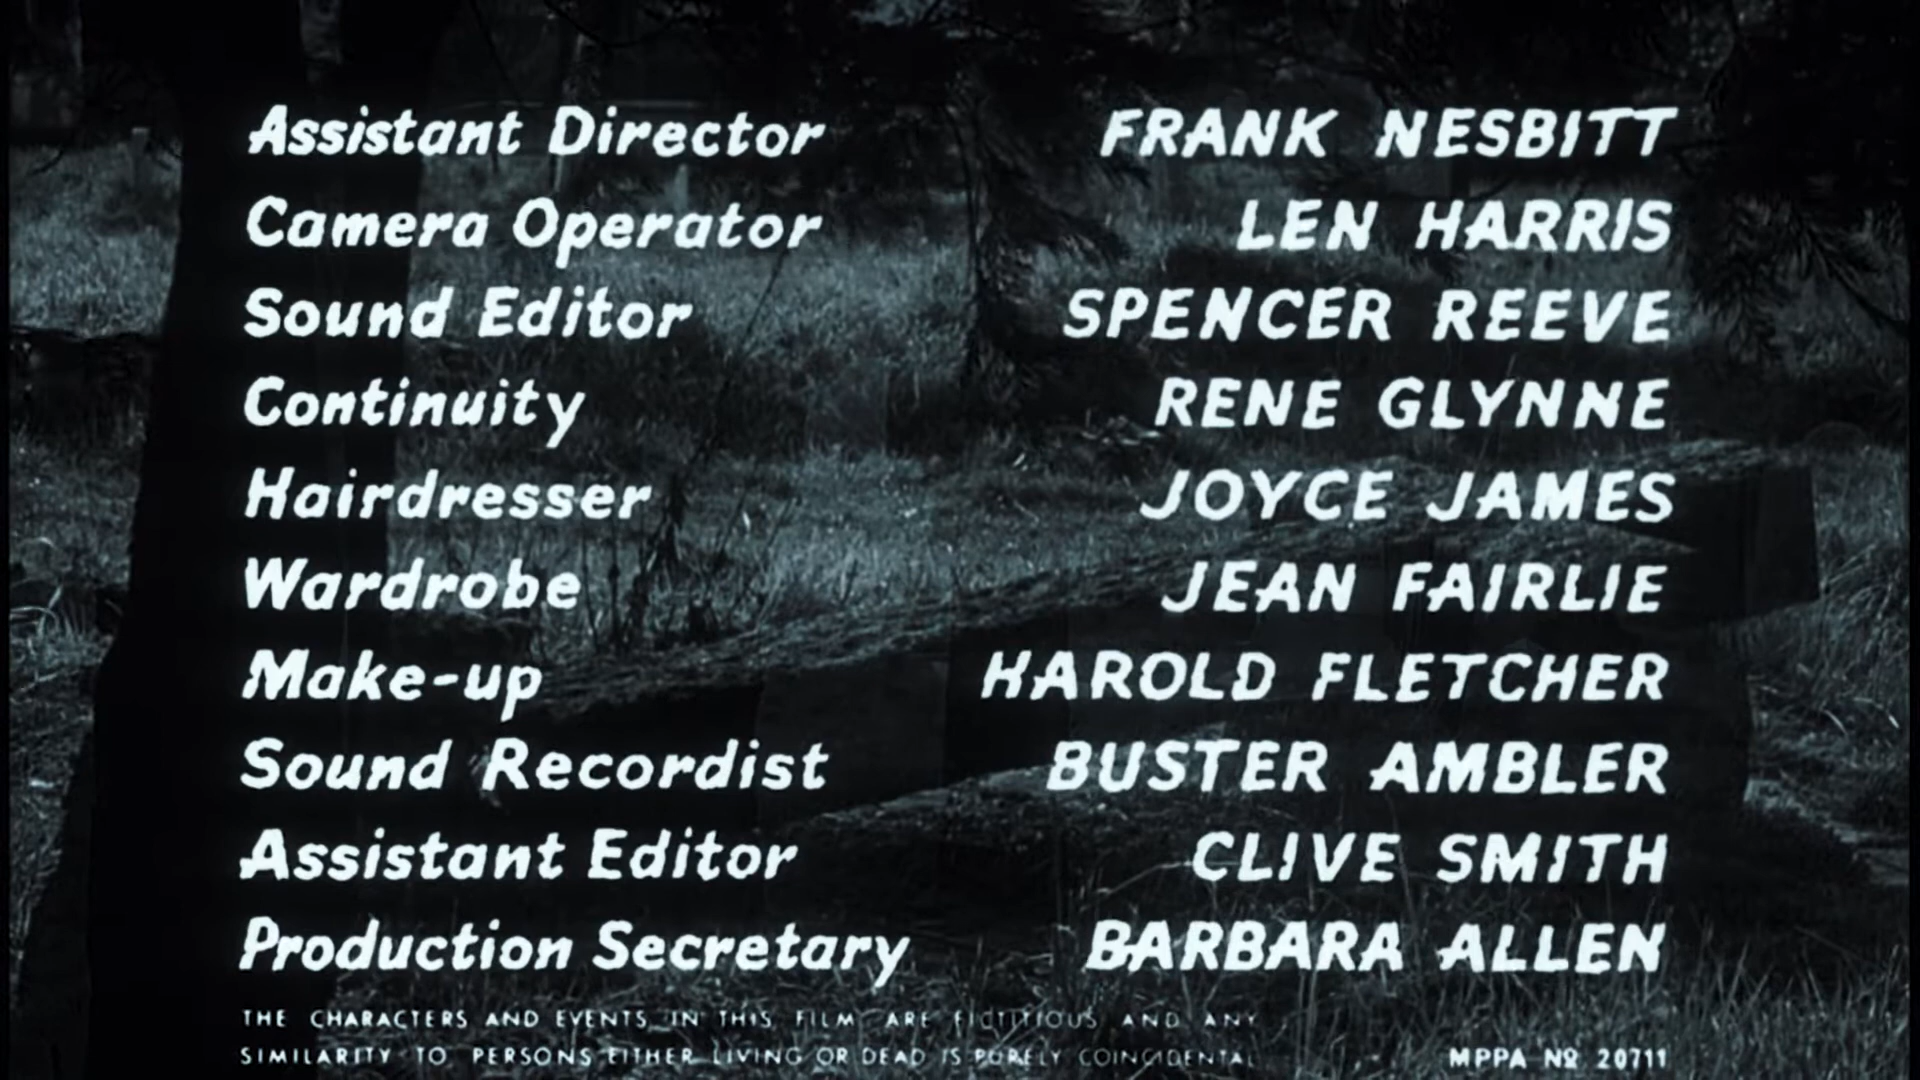 Assistant Director FRANK NESBITT
Camera Operator LEN HARRIS
Sound Editor SPENCER REEVE
Continuity RENE GLYNNE
Hairdresser JOYCE JAMES
Wardrobe JEAN FAIRLIE
Make-up HAROLD FLETCHER
Sound Recordist BUSTER AMBLER
Assistant Editor CLIVE SMITH
Production Secretary BARBARA ALLEN
THE CHARACTERS AND EVENTS IN THIS FILM ARE FICTITIOUS AND ANY
SIMILARITY TO PERSONS EITHER LIVING OR DEAD IS PURELY COINCIDENTAL
MPPA Nº 20711